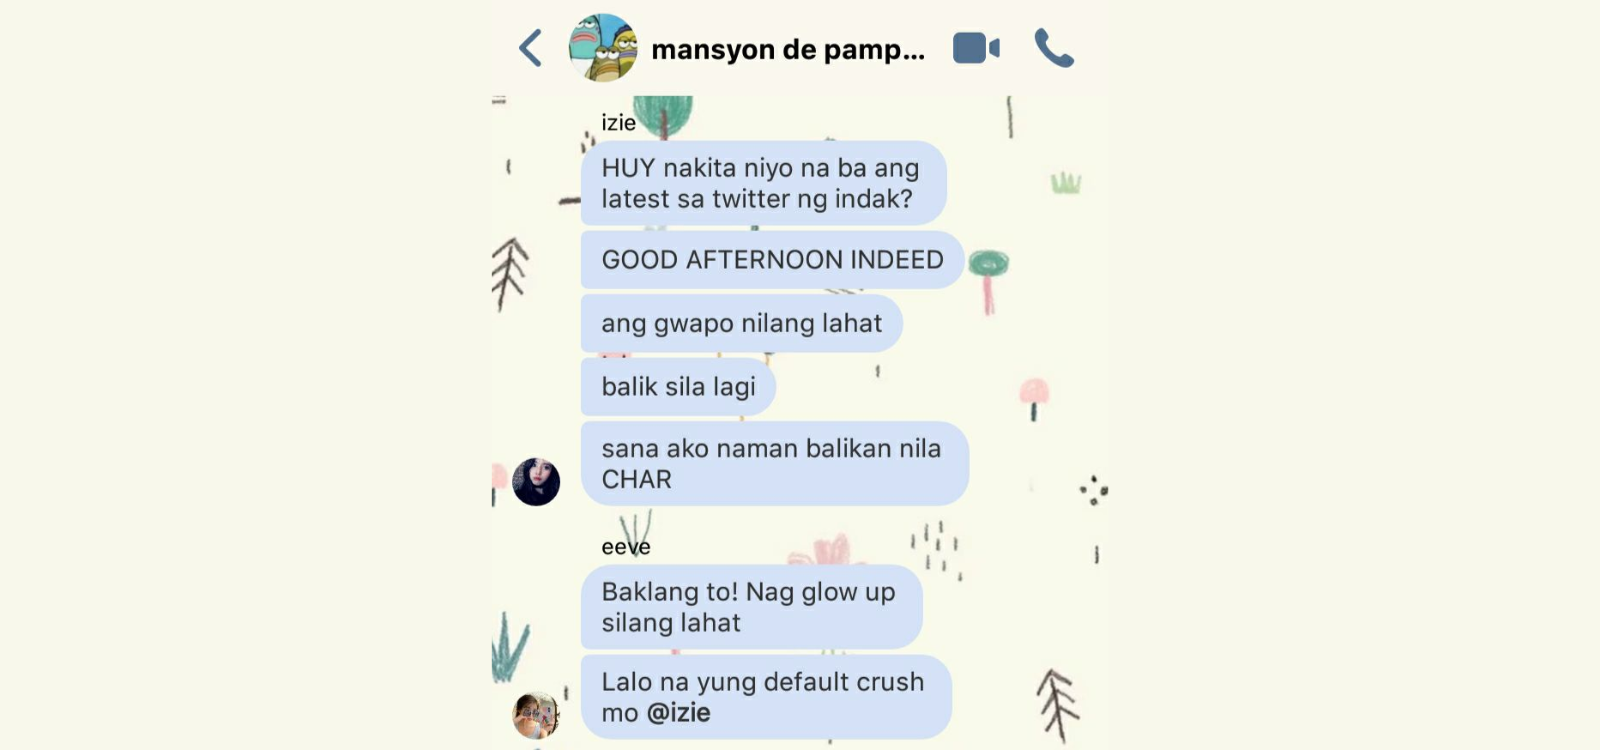 mansyon de pamp...
izie
HUY nakita niyo na ba ang
latest sa twitter ng indak?
GOOD AFTERNOON INDEED
ang gwapo nilang lahat
balik sila lagi
sana ako naman balikan nila
CHAR
eeve
Baklang to! Nag glow up
silang lahat
Lalo na yung default crush
mo @izie